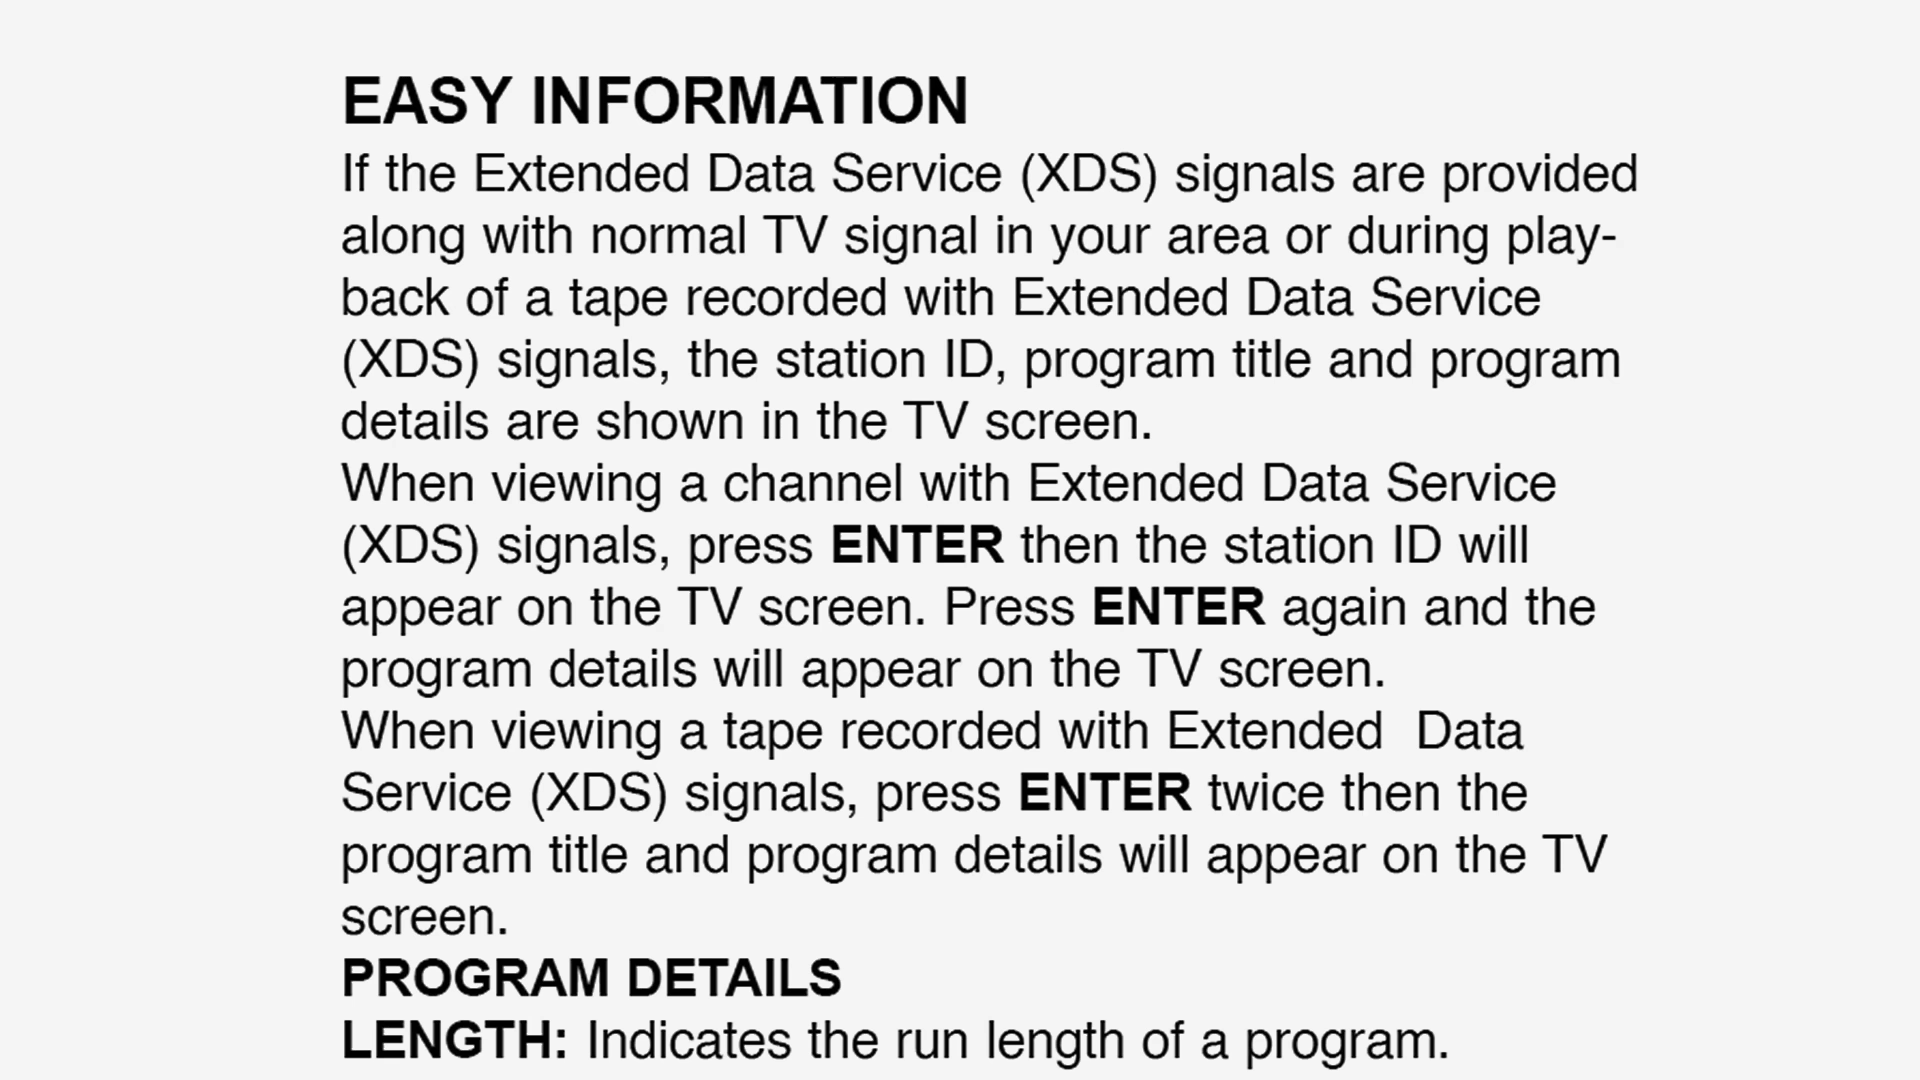 EASY INFORMATION
If the Extended Data Service (XDS) signals are provided
along with normal TV signal in your area or during play-
back of a tape recorded with Extended Data Service
(XDS) signals, the station ID, program title and program
details are shown in the TV screen.
When viewing a channel with Extended Data Service
(XDS) signals, press ENTER then the station ID will
appear on the TV screen. Press ENTER again and the
program details will appear on the TV screen.
When viewing a tape recorded with Extended  Data
Service (XDS) signals, press ENTER twice then the
program title and program details will appear on the TV
screen.
PROGRAM DETAILS
LENGTH: Indicates the run length of a program.